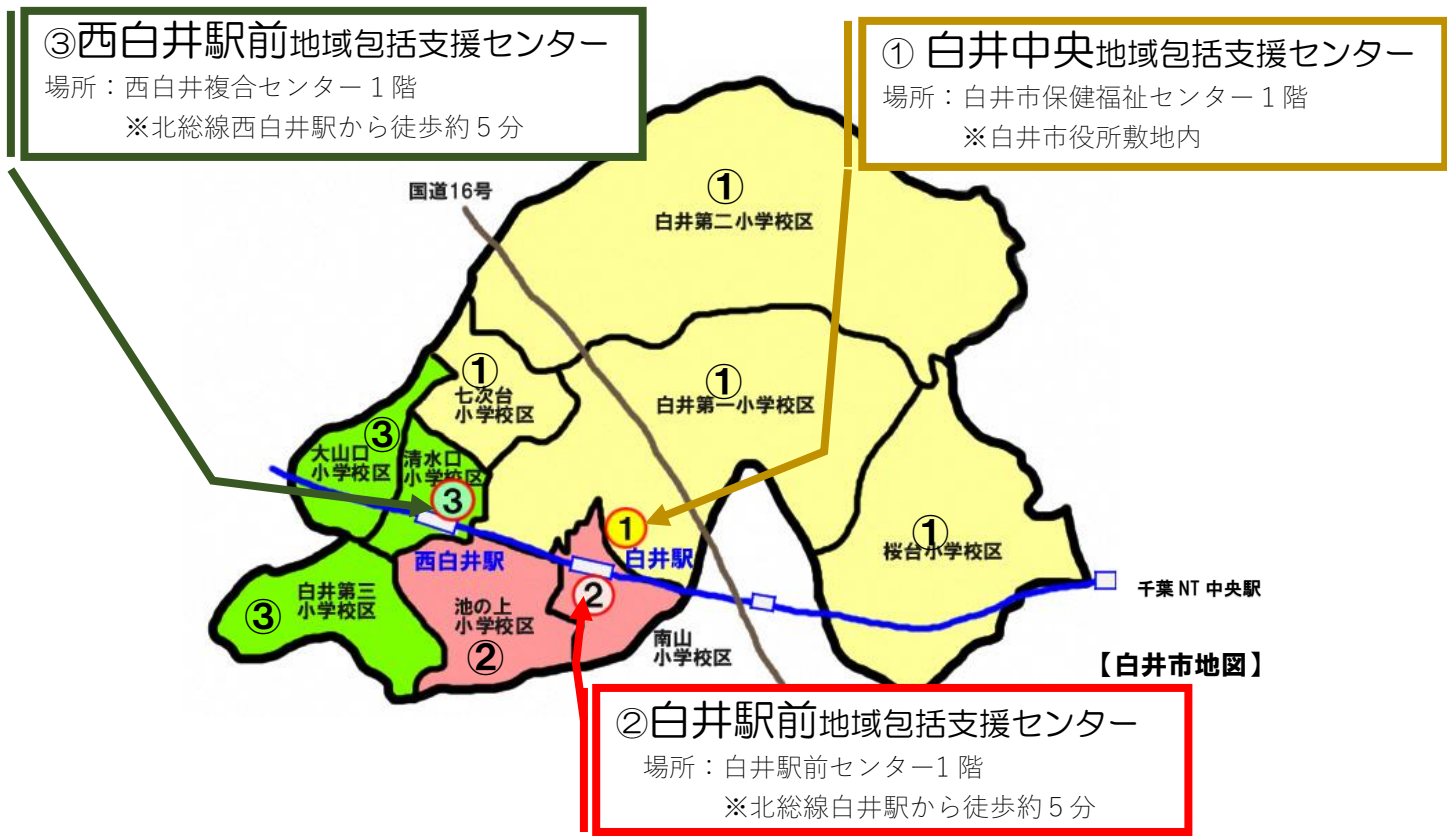 ③西白井駅前地域包括支援センター
場所：西白井複合センター１階
※北総線西白井駅から徒歩約５分
① 白井中央地域包括支援センター
場所：白井市保健福祉センター１階
※白井市役所敷地内
国道16号
①
白井第二小学校区
①
七次台
小学校区
①
白井第一小学校区
③
大山口
小学校区
清水口
小学校区
③
①
白井駅
①
桜台小学校区
西白井駅
②
千葉 NT 中央駅
白井第三
小学校区
③
池の上
小学校区
②
南山
小学校区
【白井市地図】
②白井駅前地域包括支援センター
場所：白井駅前センター1階
※北総線白井駅から徒歩約５分